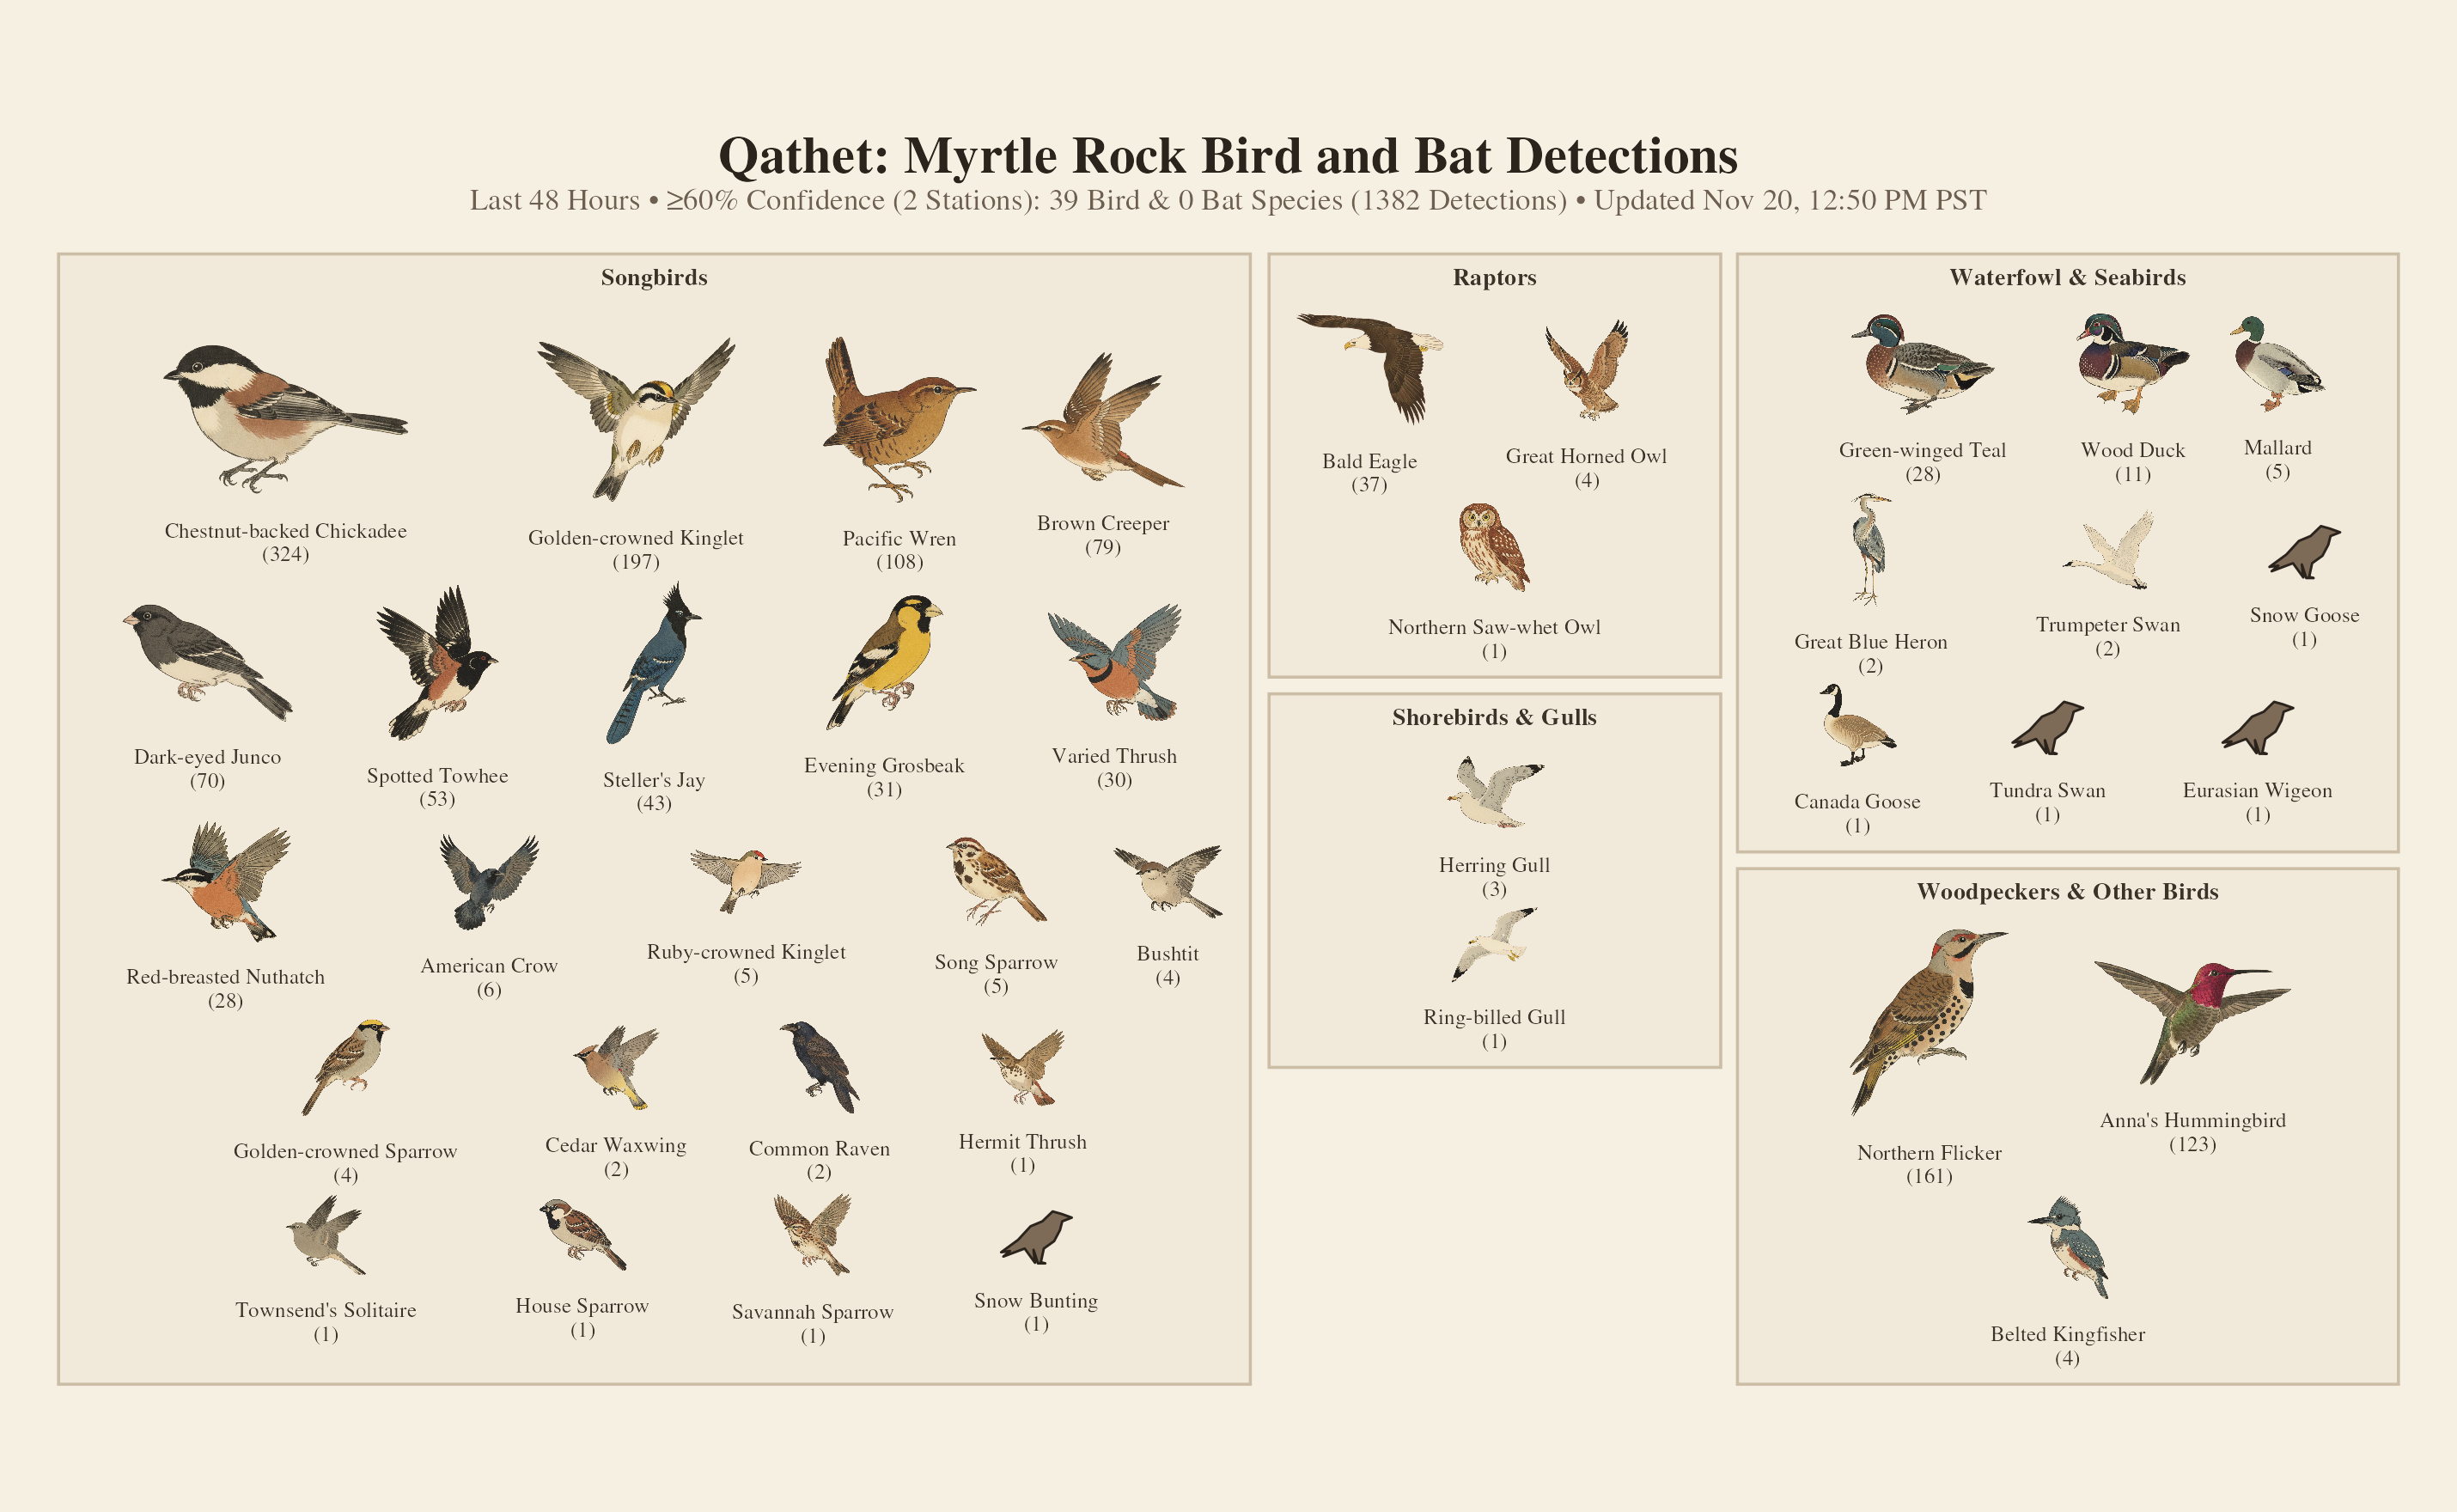 Qathet: Myrtle Rock Bird and Bat Detections
Last 48 Hours • ≥60% Confidence (2 Stations): 39 Bird & 0 Bat Species (1382 Detections) • Updated Nov 20, 12:50 PM PST
Songbirds
Chestnut-backed Chickadee
(324)
Golden-crowned Kinglet
(197)
Pacific Wren
(108)
Brown Creeper
(79)
Dark-eyed Junco
(70)
Spotted Towhee
(53)
Steller's Jay
(43)
Evening Grosbeak
(31)
Varied Thrush
(30)
Red-breasted Nuthatch
(28)
American Crow
(6)
Ruby-crowned Kinglet
(5)
Song Sparrow
(5)
Bushtit
(4)
Golden-crowned Sparrow
(4)
Cedar Waxwing
(2)
Common Raven
(2)
Hermit Thrush
(1)
Townsend's Solitaire
(1)
House Sparrow
(1)
Savannah Sparrow
(1)
Snow Bunting
(1)
Raptors
Bald Eagle
(37)
Great Horned Owl
(4)
Northern Saw-whet Owl
(1)
Shorebirds & Gulls
Herring Gull
(3)
Ring-billed Gull
(1)
Waterfowl & Seabirds
Green-winged Teal
(28)
Wood Duck
(11)
Mallard
(5)
Great Blue Heron
(2)
Trumpeter Swan
(2)
Snow Goose
(1)
Canada Goose
(1)
Tundra Swan
(1)
Eurasian Wigeon
(1)
Woodpeckers & Other Birds
Northern Flicker
(161)
Anna's Hummingbird
(123)
Belted Kingfisher
(4)